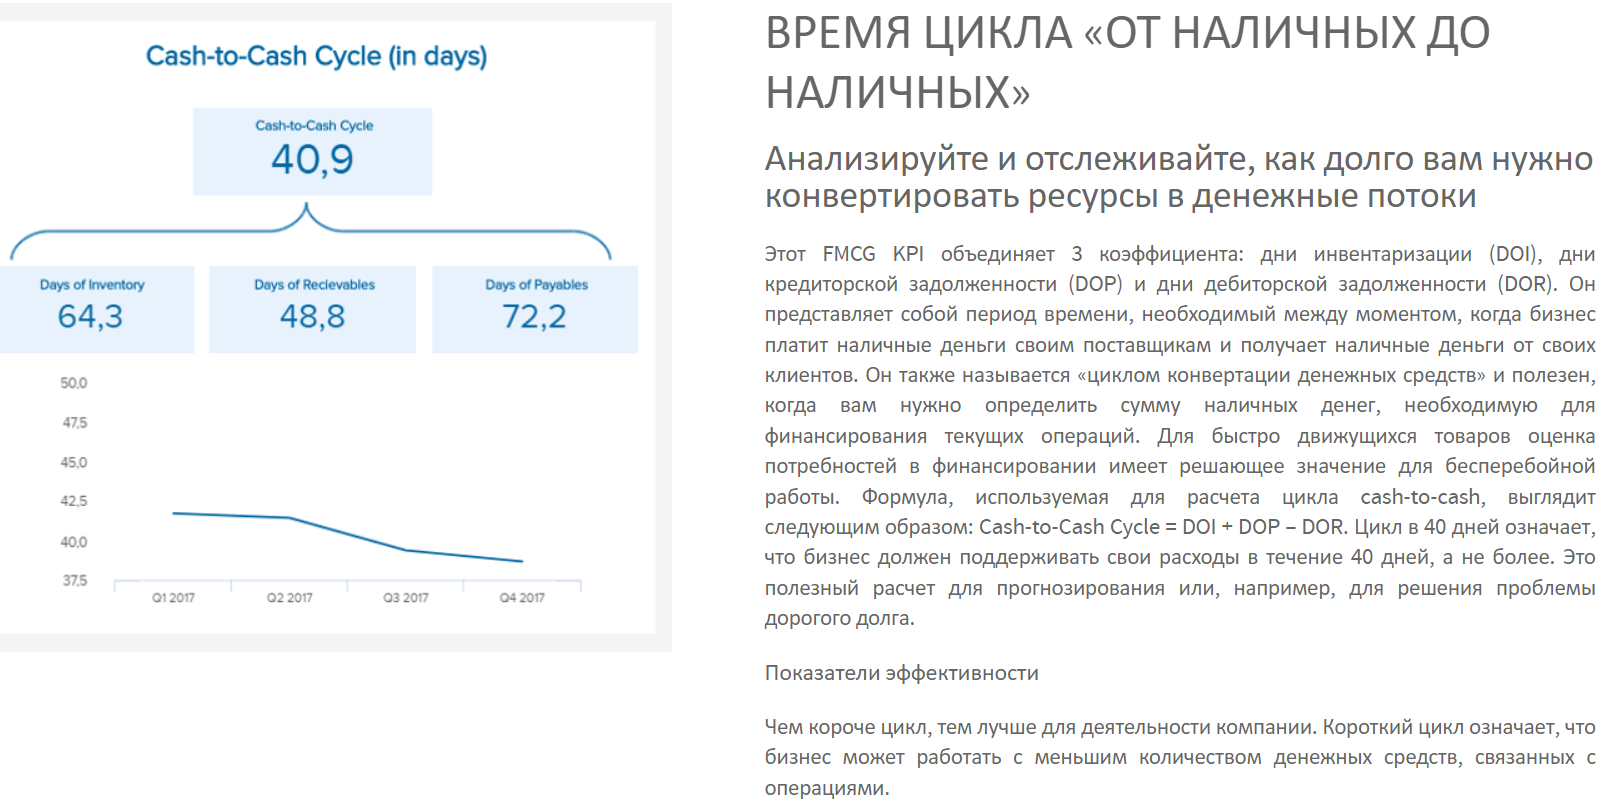 Cash-to-Cash Cycle (in days)
Cash-to-Cash Cycle
40,9
Days of Inventory
64,3
Days of Recievables
48,8
Days of Payables
72,2
50,0
47,5
45,0
42,5
40,0
37,5
Q1 2017
Q2 2017
Q3 2017
Q4 2017
ВРЕМЯ ЦИКЛА «ОТ НАЛИЧНЫХ ДО
НАЛИЧНЫХ»
Анализируйте и отслеживайте, как долго вам нужно
конвертировать ресурсы в денежные потоки
Этот FMCG KPI объединяет 3 коэффициента: дни инвентаризации (DOI), дни
кредиторской задолженности (DOP) и дни дебиторской задолженности (DOR). Он
представляет собой период времени, необходимый между моментом, когда бизнес
платит наличные деньги своим поставщикам и получает наличные деньги от своих
клиентов. Он также называется «циклом конвертации денежных средств» и полезен,
когда вам нужно определить сумму наличных денег, необходимую для
финансирования текущих операций. Для быстро движущихся товаров оценка
потребностей в финансировании имеет решающее значение для бесперебойной
работы. Формула, используемая для расчета цикла cash-to-cash, выглядит
следующим образом: Cash-to-Cash Cycle = DOI + DOP – DOR. Цикл в 40 дней означает,
что бизнес должен поддерживать свои расходы в течение 40 дней, а не более. Это
полезный расчет для прогнозирования или, например, для решения проблемы
дорогого долга.
Показатели эффективности
Чем короче цикл, тем лучше для деятельности компании. Короткий цикл означает, что
бизнес может работать с меньшим количеством денежных средств, связанных с
операциями.